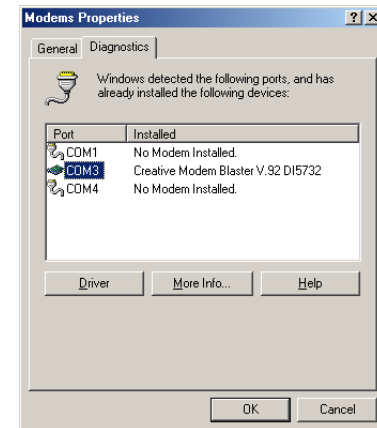 Modems Properties
General Diagnostics
Windows detected the following ports, and has
already installed the following devices:
Port Installed
COM1 No Modem Installed.
COM3 Creative Modem Blaster V.92 DI5732
COM4 No Modem Installed.
Driver More Info... Help
OK Cancel